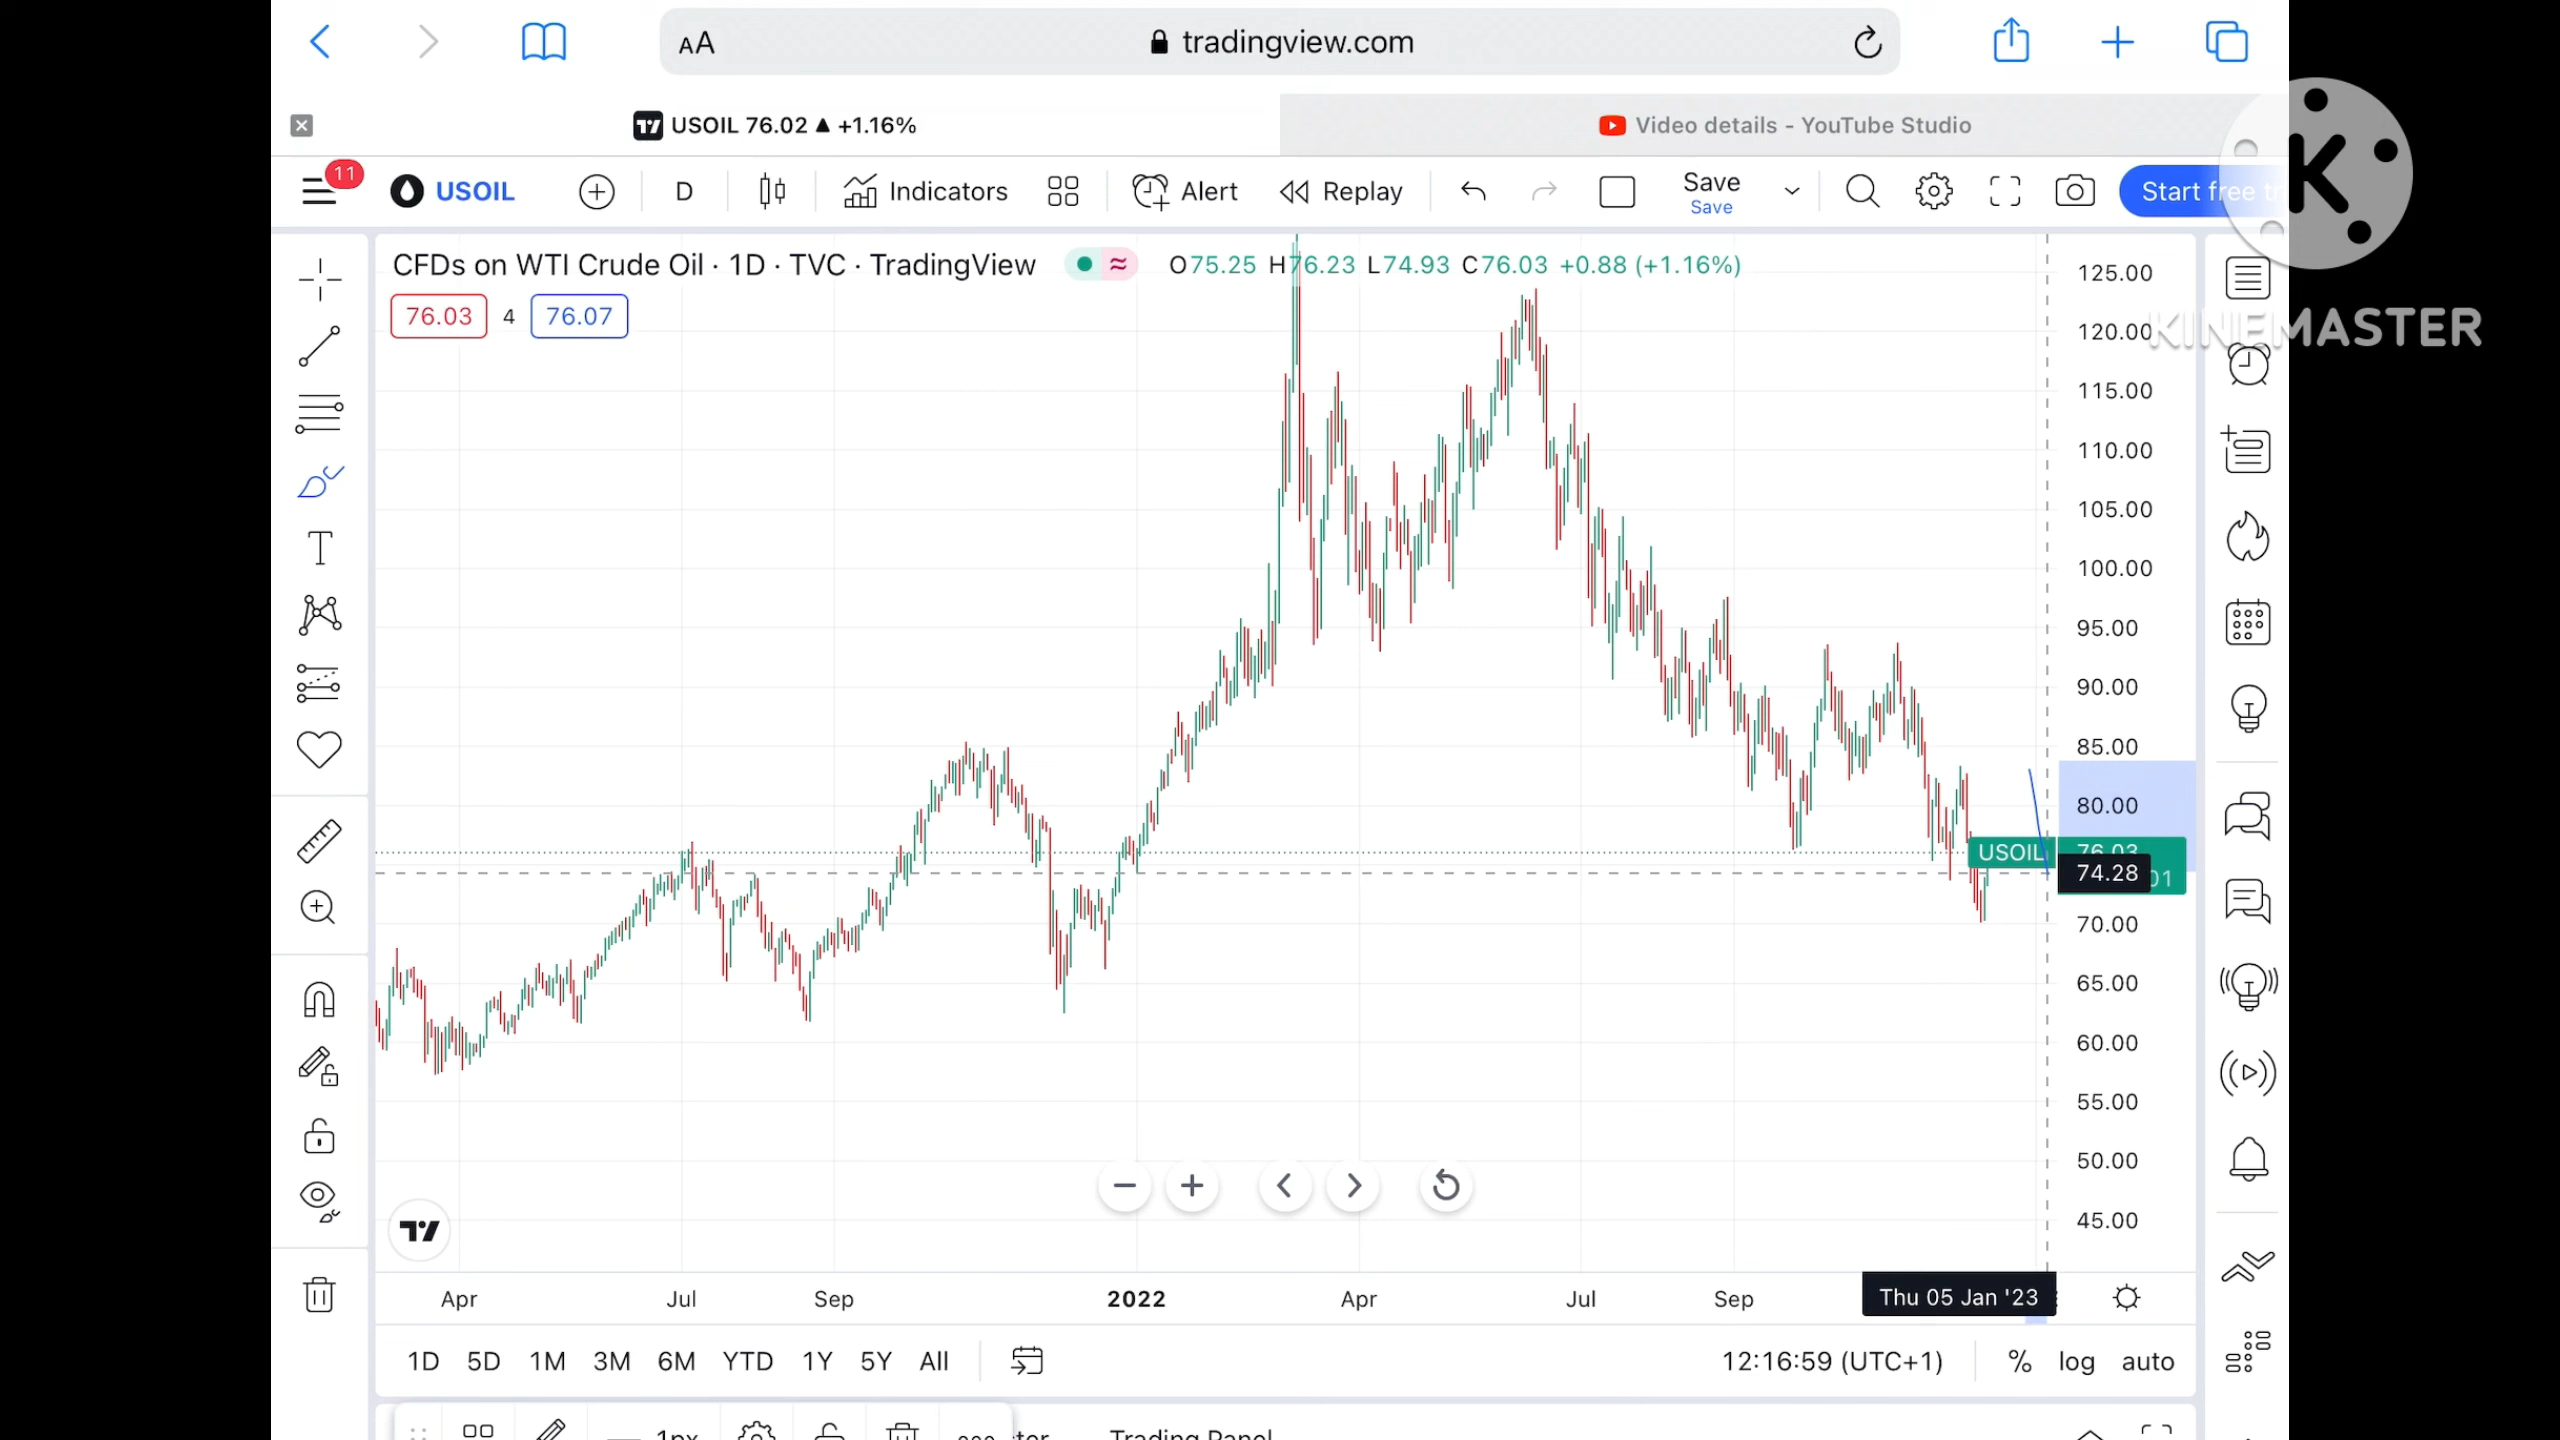 AA
tradingview.com
USOIL 76.02 ▲ +1.16%
Video details - YouTube Studio
11
USOIL
D
Indicators
Alert
Replay
Save
Save
Start free
K
KINEMASTER
CFDs on WTI Crude Oil · 1D · TVC · TradingView
O75.25 H76.23 L74.93 C76.03 +0.88 (+1.16%)
76.03 4 76.07
125.00
120.00
115.00
110.00
105.00
100.00
95.00
90.00
85.00
80.00
USOIL 76.03
74.28
70.00
65.00
60.00
55.00
50.00
45.00
Apr Jul Sep 2022 Apr Jul Sep Thu 05 Jan '23
1D 5D 1M 3M 6M YTD 1Y 5Y All
12:16:59 (UTC+1) % log auto
1px
Trading Panel